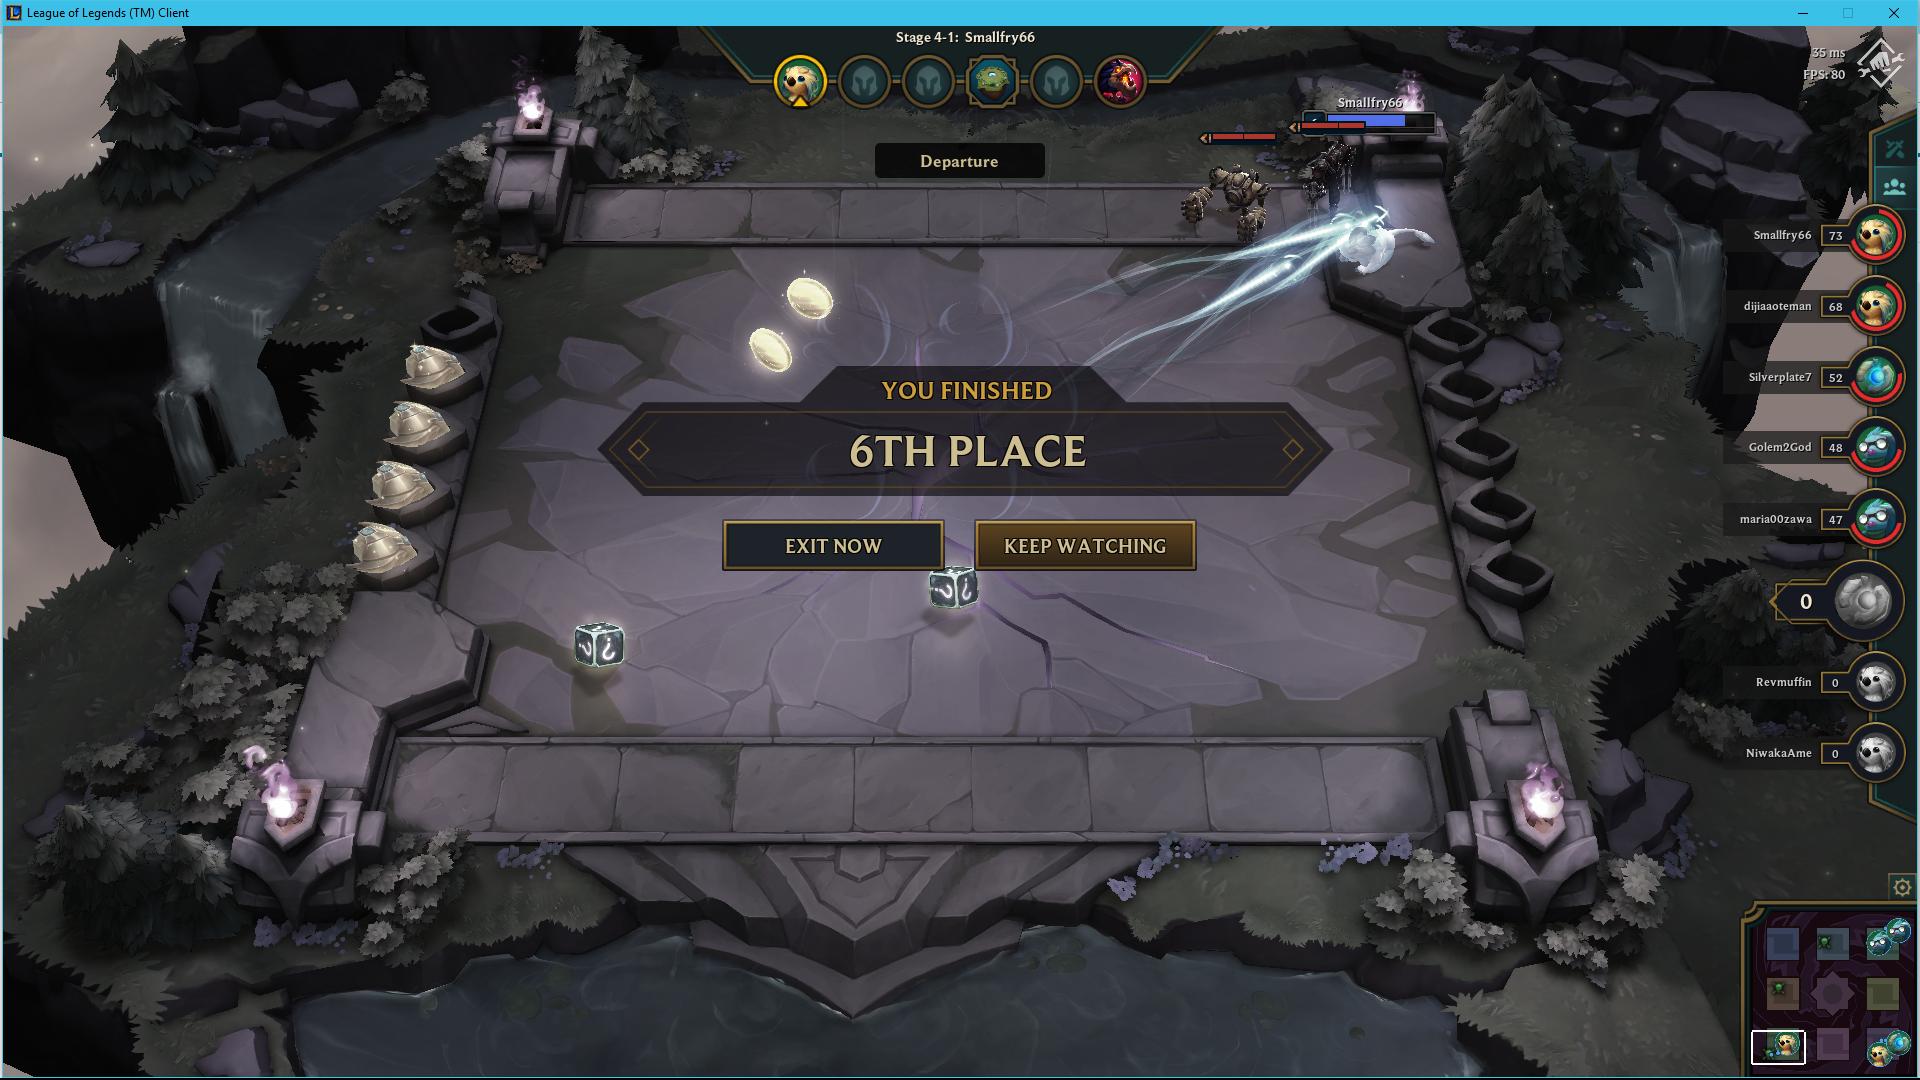 League of Legends (TM) Client
Stage 4-1: Smallfry66
35 ms
FPS: 80
Smallfry66
Departure
Smallfry66 73
dijiaaoteman 68
YOU FINISHED
Silverplate7 52
6TH PLACE
Golem2God 48
maria00zawa 47
EXIT NOW
KEEP WATCHING
0
Revmuffin 0
NiwakaAme 0